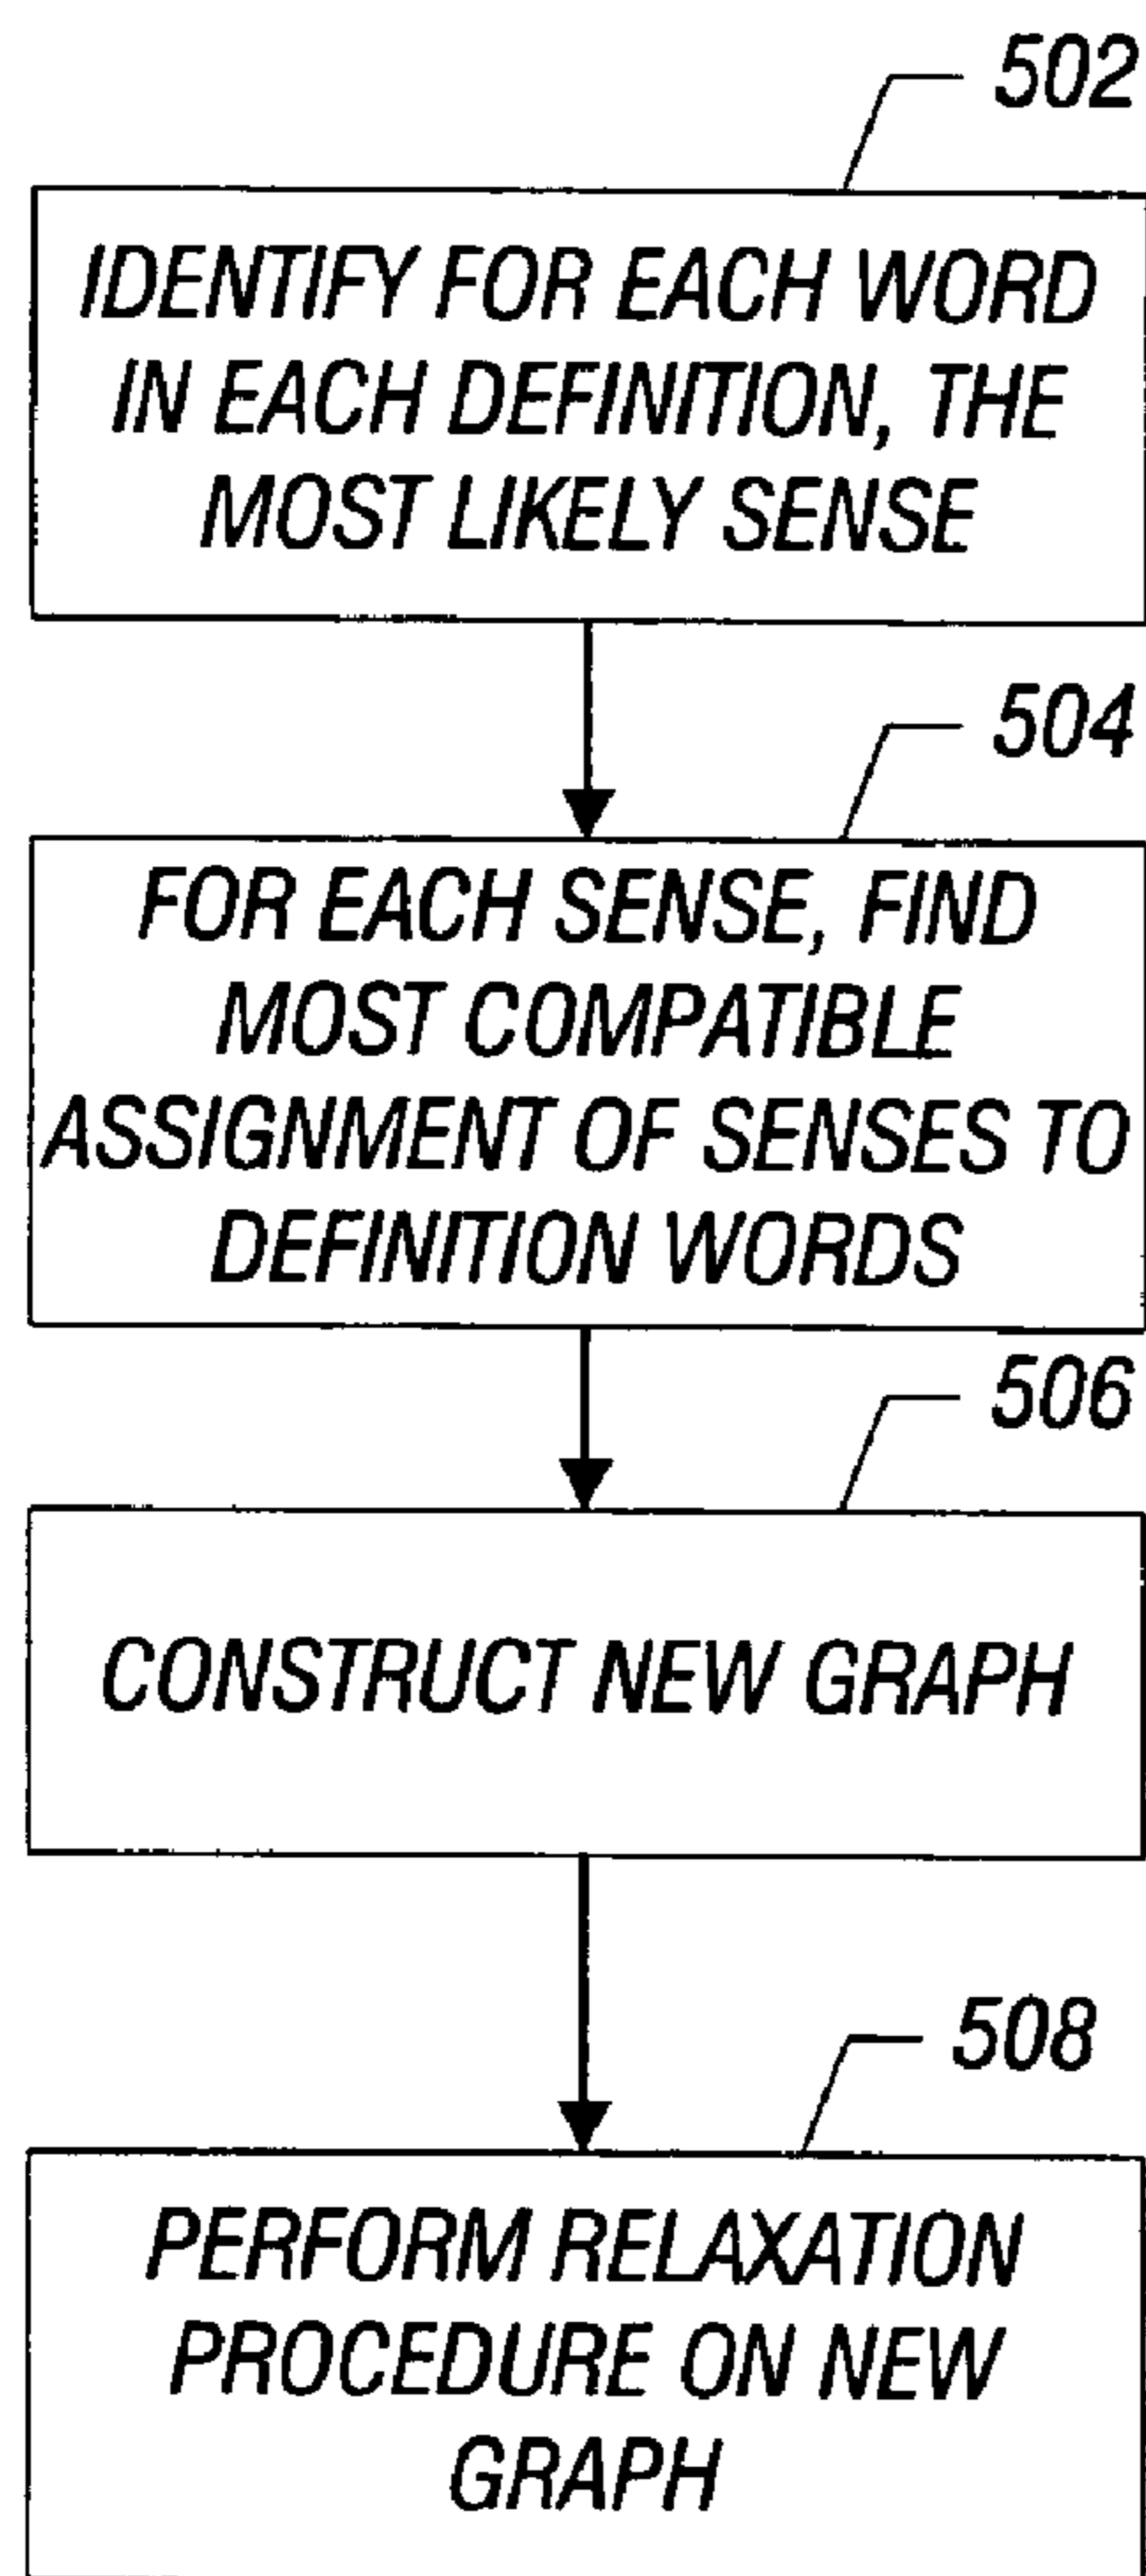 502
IDENTIFY FOR EACH WORD
IN EACH DEFINITION, THE
MOST LIKELY SENSE
504
FOR EACH SENSE, FIND
MOST COMPATIBLE
ASSIGNMENT OF SENSES TO
DEFINITION WORDS
506
CONSTRUCT NEW GRAPH
508
PERFORM RELAXATION
PROCEDURE ON NEW
GRAPH